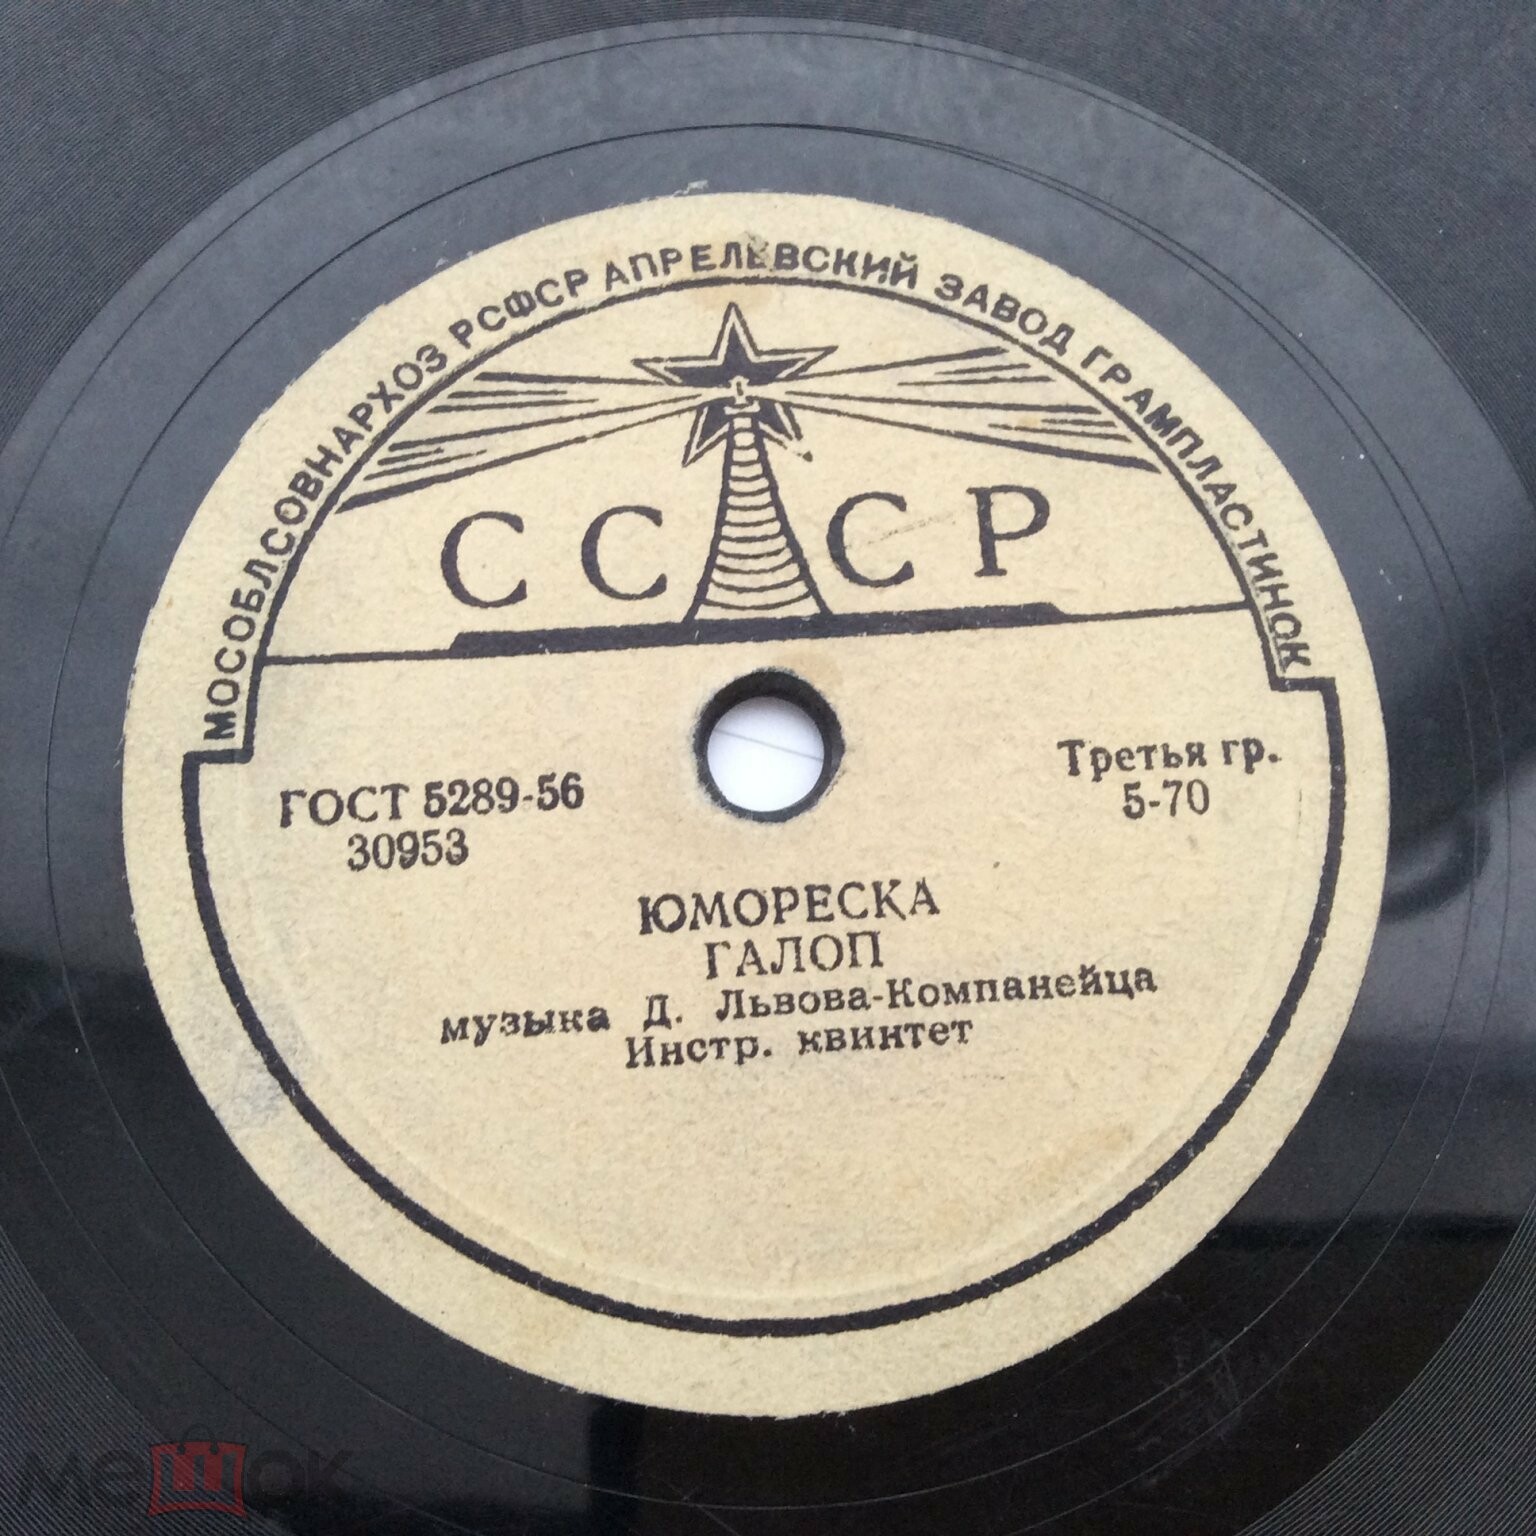 МОСОБЛСОВНАРХОЗ РСФСР АПРЕЛЕВСКИЙ ЗАВОД ГРАМПЛАСТИНОК
СССР
ГОСТ 5289-56
30953
Третья гр.
5-70
ЮМОРЕСКА
ГАЛОП
музыка Д. Львова-Компанейца
Инстр. квинтет
мешок